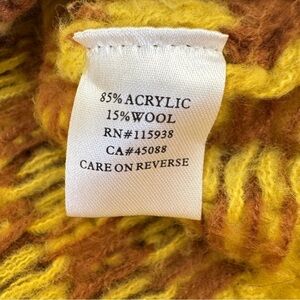 85% ACRYLIC
15% WOOL
RN#115938
CA#45088
CARE ON REVERSE